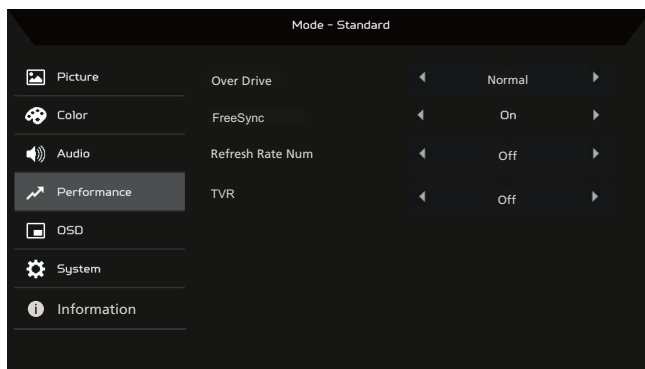 Mode - Standard
Picture
Over Drive Normal
Color
FreeSync On
Audio
Refresh Rate Num Off
Performance
TVR Off
OSD
System
Information